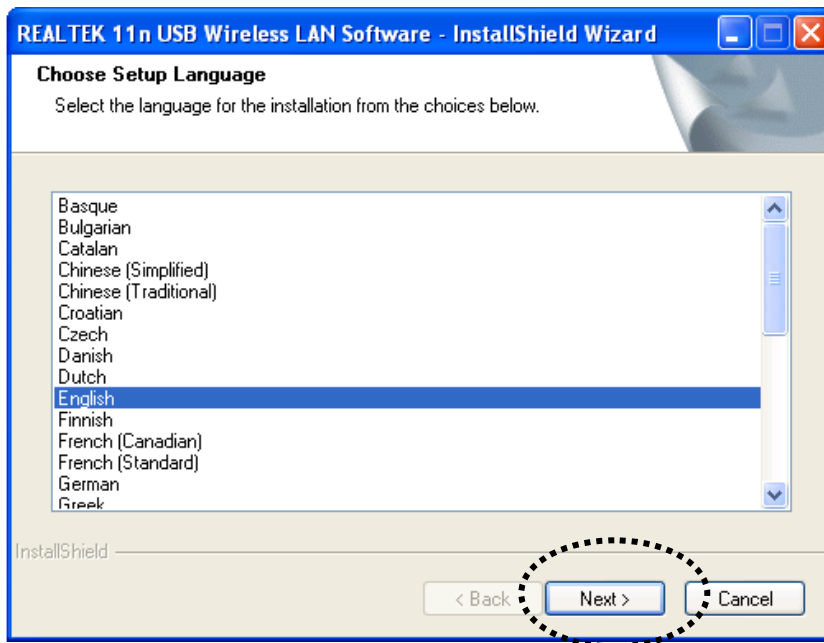 REALTEK 11n USB Wireless LAN Software - InstallShield Wizard
Choose Setup Language
Select the language for the installation from the choices below.
Basque
Bulgarian
Catalan
Chinese (Simplified)
Chinese (Traditional)
Croatian
Czech
Danish
Dutch
English
Finnish
French (Canadian)
French (Standard)
German
Greek
InstallShield
< Back Next > Cancel